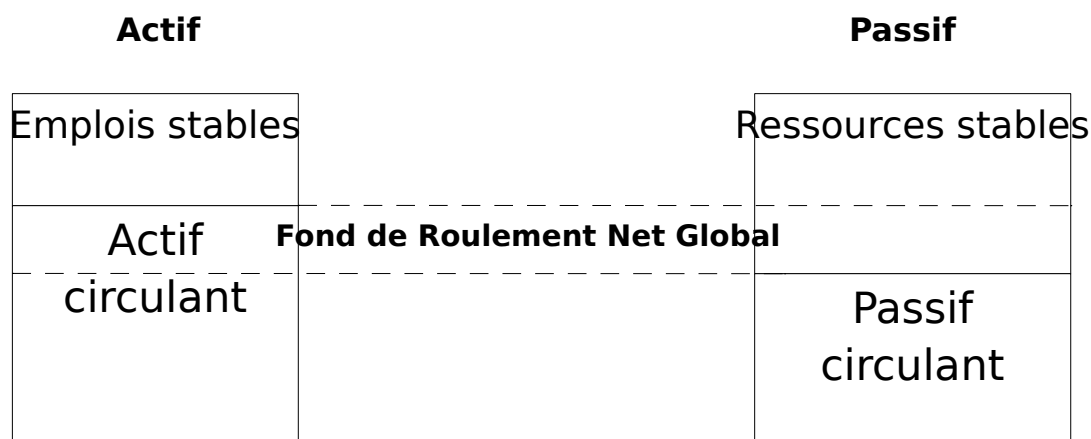 Actif
Passif
Emplois stables
Ressources stables
Actif
circulant
Fond de Roulement Net Global
Passif
circulant